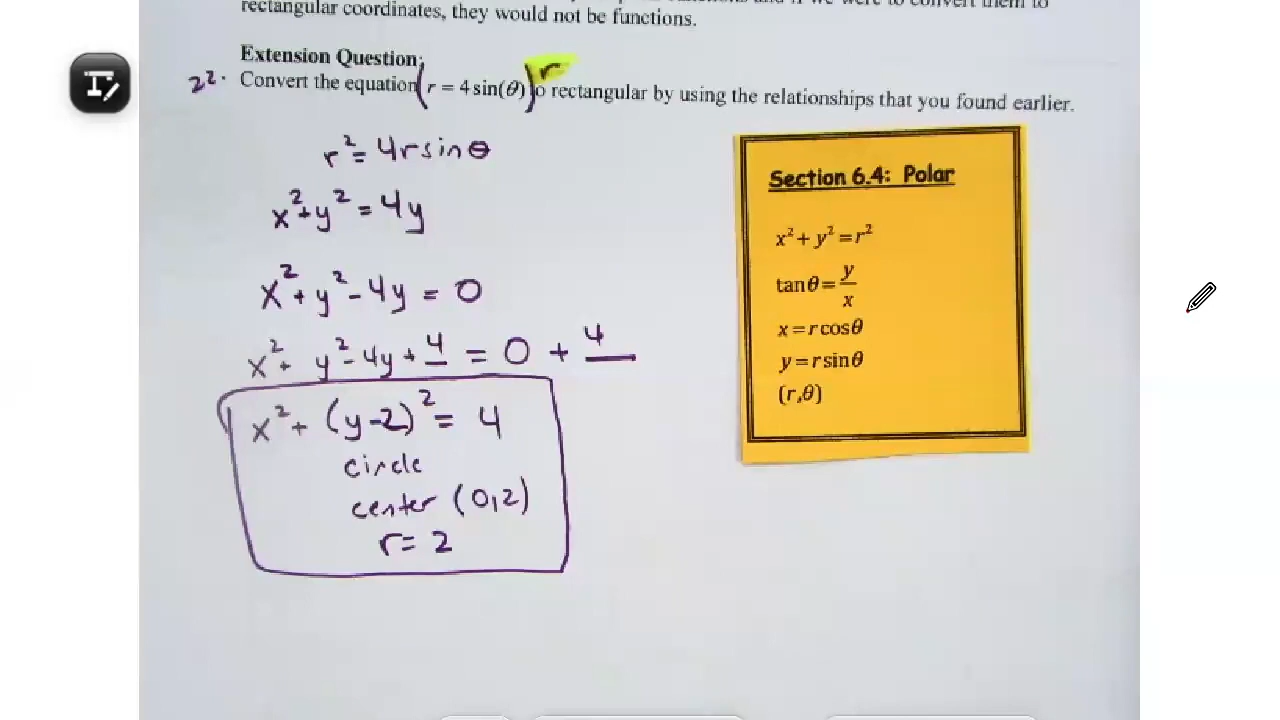 rectangular coordinates, they would not be functions.
Extension Question:
22. Convert the equation (r = 4 sin(θ)) r to rectangular by using the relationships that you found earlier.
r² = 4r sin θ
x² + y² = 4y
x² + y² - 4y = 0
x² + y² - 4y + 4 = 0 + 4
x² + (y-2)² = 4
circle
center (0,2)
r = 2
Section 6.4: Polar
x² + y² = r²
tanθ = y/x
x = r cosθ
y = r sinθ
(r,θ)